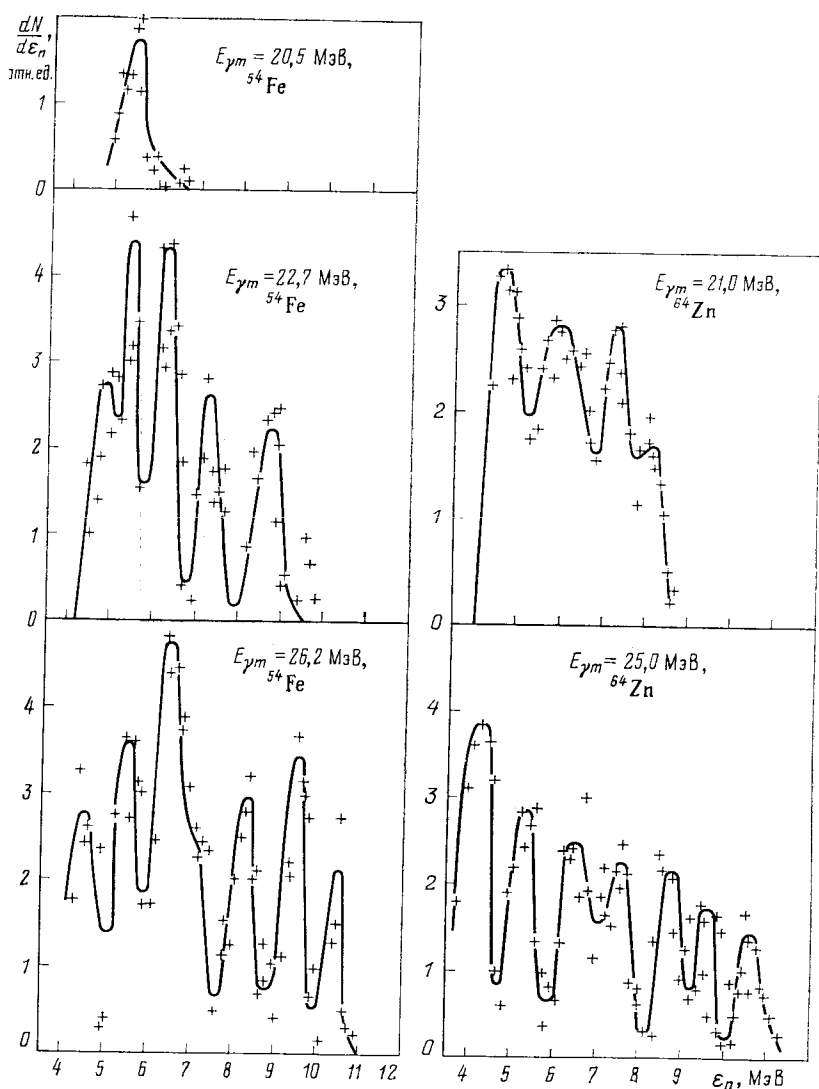 dN/dε_n,
отн.ед.
E_γm = 20,5 МэВ,
⁵⁴Fe
1
0
E_γm = 22,7 МэВ,
⁵⁴Fe
4
3
2
1
0
E_γm = 21,0 МэВ,
⁶⁴Zn
3
2
1
0
E_γm = 26,2 МэВ,
⁵⁴Fe
4
3
2
1
0
4 5 6 7 8 9 10 11 12
E_γm = 25,0 МэВ,
⁶⁴Zn
4
3
2
1
0
4 5 6 7 8 9 ε_n, МэВ